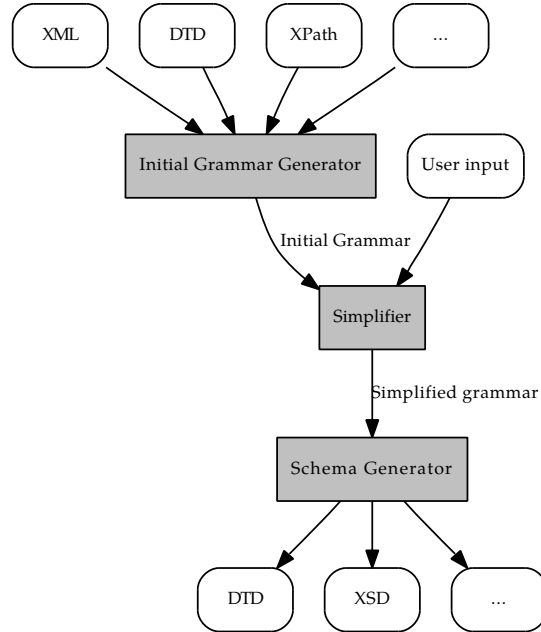 XML
DTD
XPath
...
Initial Grammar Generator
User input
Initial Grammar
Simplifier
Simplified grammar
Schema Generator
DTD
XSD
...